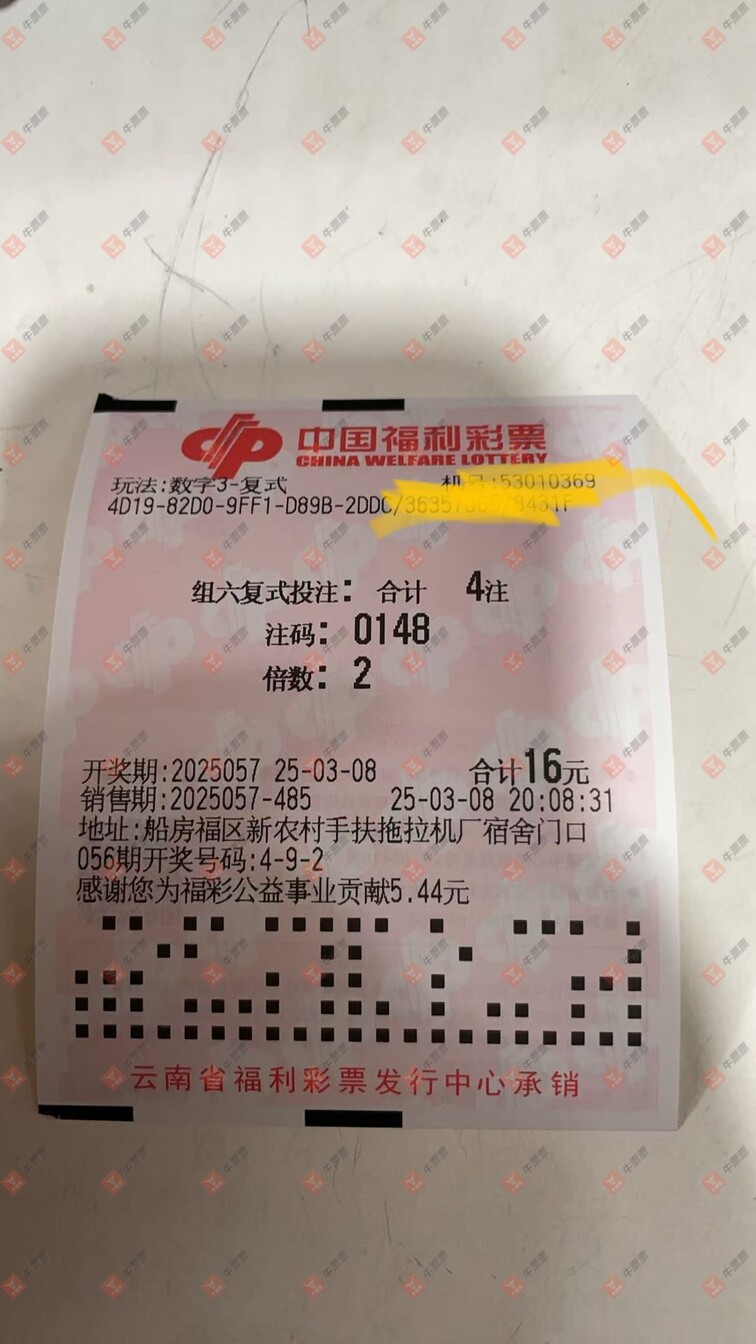 中国福利彩票
CHINA WELFARE LOTTERY
玩法:数字3-复式 机号:53010369
4D19-82D0-9FF1-D89B-2DDC/
组六复式投注: 合计 4注
注码: 0148
倍数: 2
开奖期:2025057 25-03-08 合计16元
销售期:2025057-485 25-03-08 20:08:31
地址:船房福区新农村手扶拖拉机厂宿舍门口
056期开奖号码:4-9-2
感谢您为福彩公益事业贡献5.44元
云南省福利彩票发行中心承销
牛票票